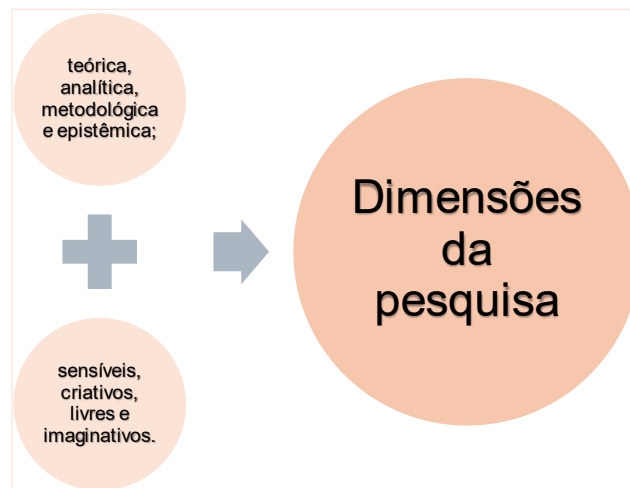 teórica,
analítica,
metodológica
e epistêmica;
sensíveis,
criativos,
livres e
imaginativos.
Dimensões
da
pesquisa